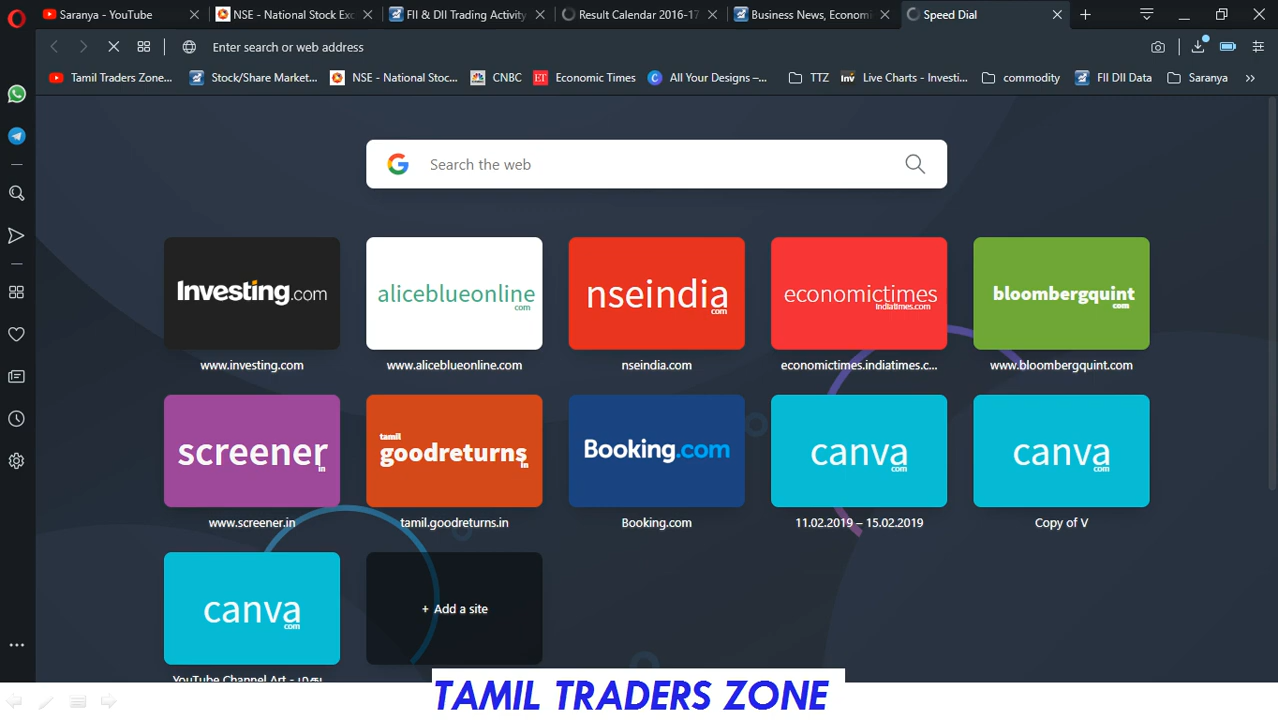 Saranya - YouTube
NSE - National Stock Exc
FII & DII Trading Activity
Result Calendar 2016-17
Business News, Economi
Speed Dial
Enter search or web address
Tamil Traders Zone...
Stock/Share Market...
NSE - National Stoc...
CNBC
ET Economic Times
All Your Designs –...
TTZ
Inv Live Charts - Investi...
commodity
FII DII Data
Saranya
Search the web
Investing.com
aliceblueonline
com
nseindia
com
economictimes
indiatimes.com
bloombergquint
com
www.investing.com
www.aliceblueonline.com
nseindia.com
economictimes.indiatimes.c...
www.bloombergquint.com
screener
in
tamil
goodreturns
in
Booking.com
canva
com
canva
com
www.screener.in
tamil.goodreturns.in
Booking.com
11.02.2019 – 15.02.2019
Copy of V
canva
com
+ Add a site
YouTube Channel Art -
TAMIL TRADERS ZONE